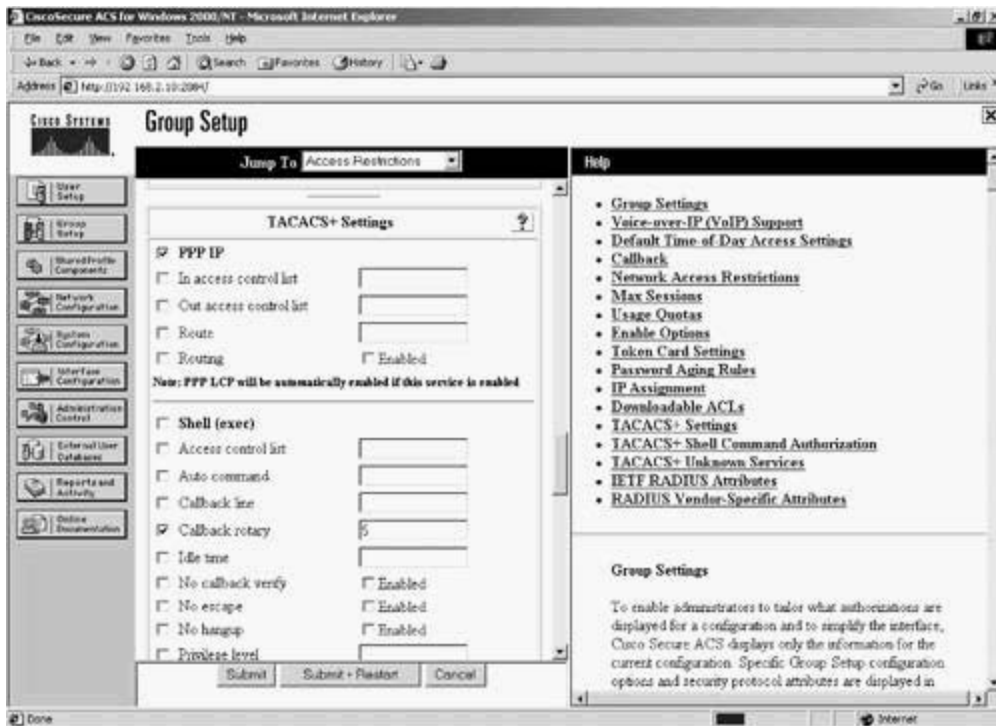 CiscoSecure ACS for Windows 2000/NT - Microsoft Internet Explorer
File Edit View Favorites Tools Help
Back Search Favorites History
Address http://192.168.2.10:2084/ Go Links
CISCO SYSTEMS
Group Setup
Jump To Access Restrictions
User Setup
Group Setup
Shared Profile Components
Network Configuration
System Configuration
Interface Configuration
Administration Control
External User Databases
Reports and Activity
Online Documentation
TACACS+ Settings
?
PPP IP
In access control list
Out access control list
Route
Routing Enabled
Note: PPP LCP will be automatically enabled if this service is enabled
Shell (exec)
Access control list
Auto command
Callback line
Callback rotary 5
Idle time
No callback verify Enabled
No escape Enabled
No hangup Enabled
Privilege level
Submit Submit + Restart Cancel
Help
Group Settings
Voice-over-IP (VoIP) Support
Default Time-of-Day Access Settings
Callback
Network Access Restrictions
Max Sessions
Usage Quotas
Enable Options
Token Card Settings
Password Aging Rules
IP Assignment
Downloadable ACLs
TACACS+ Settings
TACACS+ Shell Command Authorization
TACACS+ Unknown Services
IETF RADIUS Attributes
RADIUS Vendor-Specific Attributes
Group Settings
To enable administrators to tailor what authorizations are
displayed for a configuration and to simplify the interface,
Cisco Secure ACS displays only the information for the
current configuration. Specific Group Setup configuration
options and security protocol attributes are displayed in
Done Internet